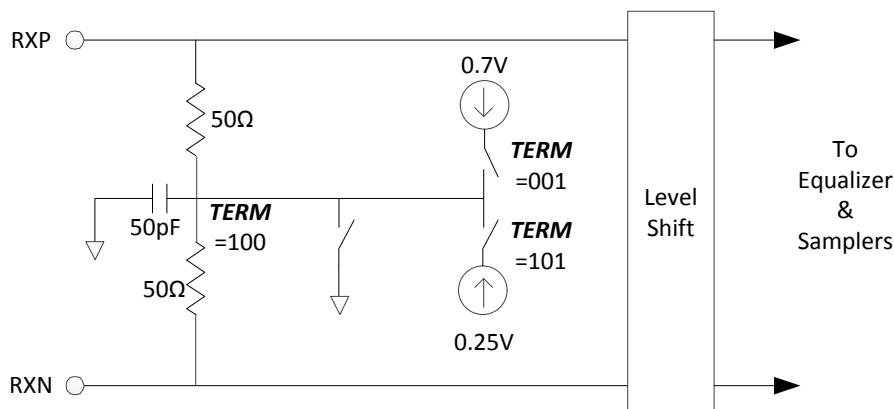 RXP
0.7V
50Ω
TERM
=001
50pF
TERM
=100
TERM
=101
50Ω
0.25V
RXN
Level
Shift
To
Equalizer
&
Samplers